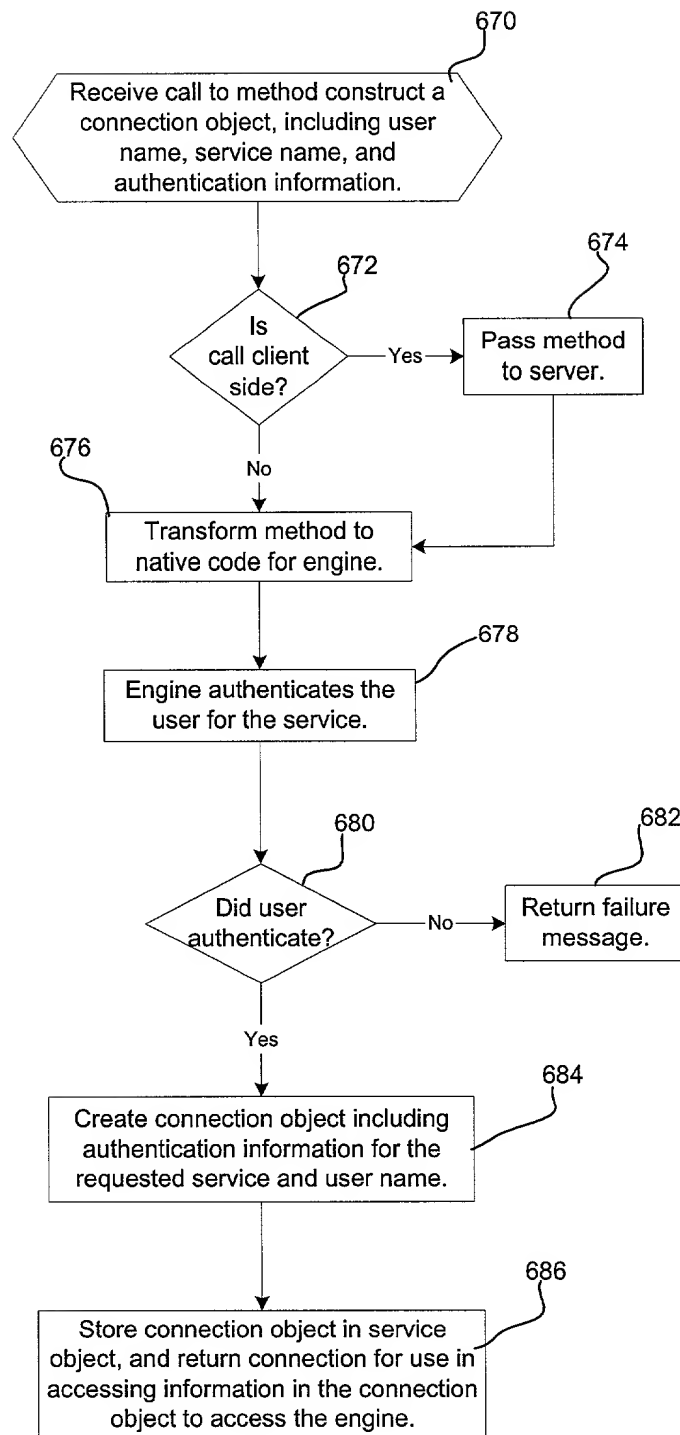 670
Receive call to method construct a
connection object, including user
name, service name, and
authentication information.
672
674
Is
call client
side?
Yes
Pass method
to server.
No
676
Transform method to
native code for engine.
678
Engine authenticates the
user for the service.
680
682
Did user
authenticate?
No
Return failure
message.
Yes
684
Create connection object including
authentication information for the
requested service and user name.
686
Store connection object in service
object, and return connection for use in
accessing information in the connection
object to access the engine.